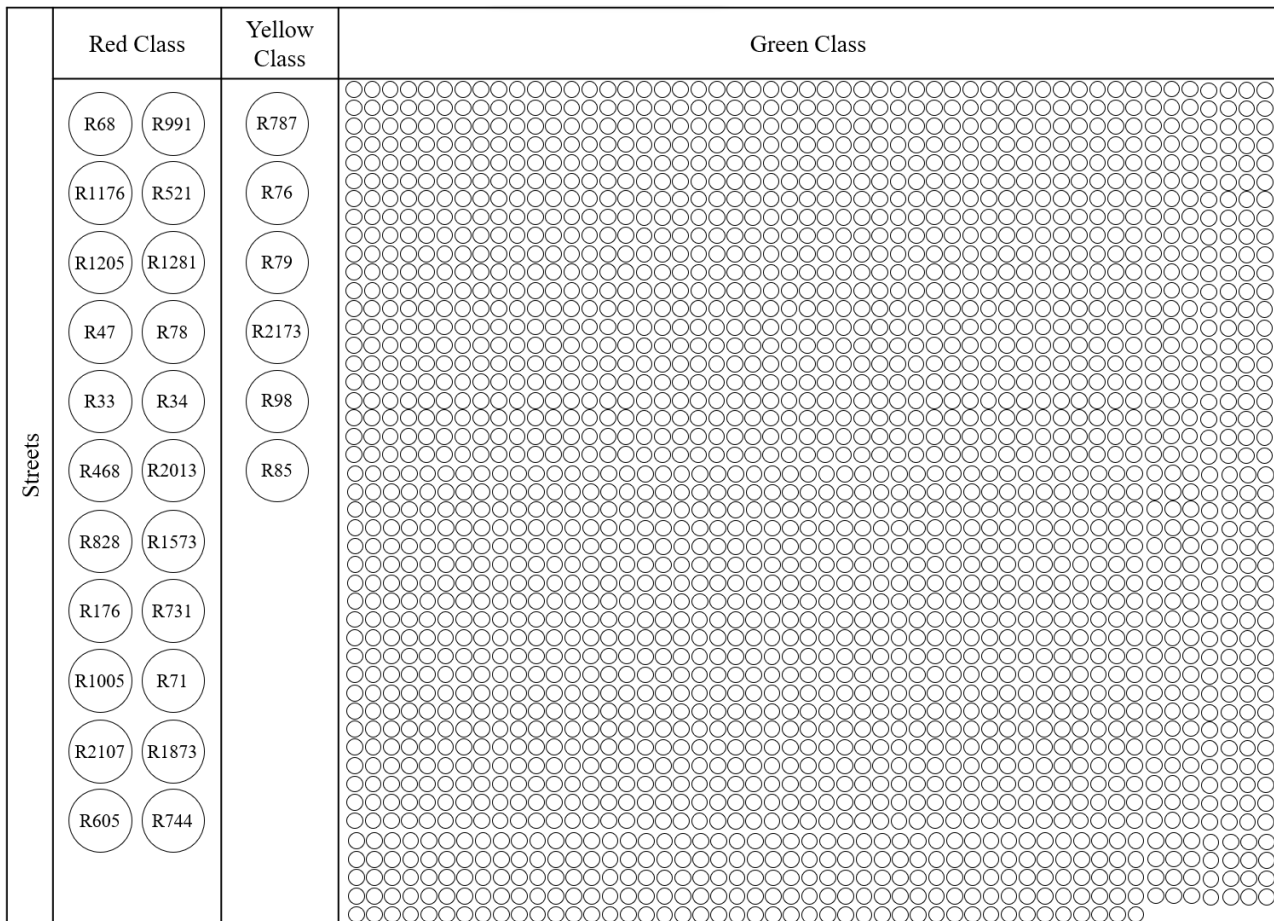 Red Class
Yellow
Class
Green Class
Streets
R68 R991 R787
R1176 R521 R76
R1205 R1281 R79
R47 R78 R2173
R33 R34 R98
R468 R2013 R85
R828 R1573
R176 R731
R1005 R71
R2107 R1873
R605 R744